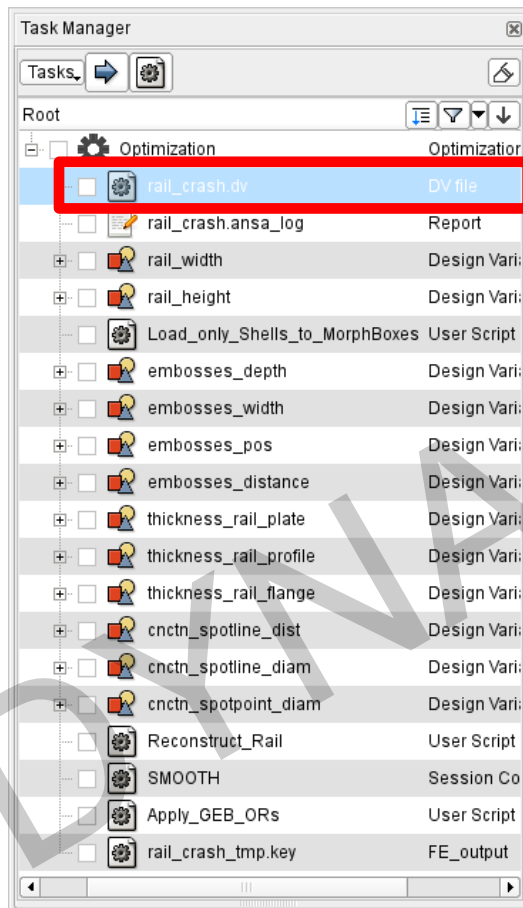 Task Manager
Tasks
Root
Optimization Optimization
rail_crash.dv DV file
rail_crash.ansa_log Report
rail_width Design Vari
rail_height Design Vari
Load_only_Shells_to_MorphBoxes User Script
embosses_depth Design Vari
embosses_width Design Vari
embosses_pos Design Vari
embosses_distance Design Vari
thickness_rail_plate Design Vari
thickness_rail_profile Design Vari
thickness_rail_flange Design Vari
cnctn_spotline_dist Design Vari
cnctn_spotline_diam Design Vari
cnctn_spotpoint_diam Design Vari
Reconstruct_Rail User Script
SMOOTH Session Co
Apply_GEB_ORs User Script
rail_crash_tmp.key FE_output
DYNA